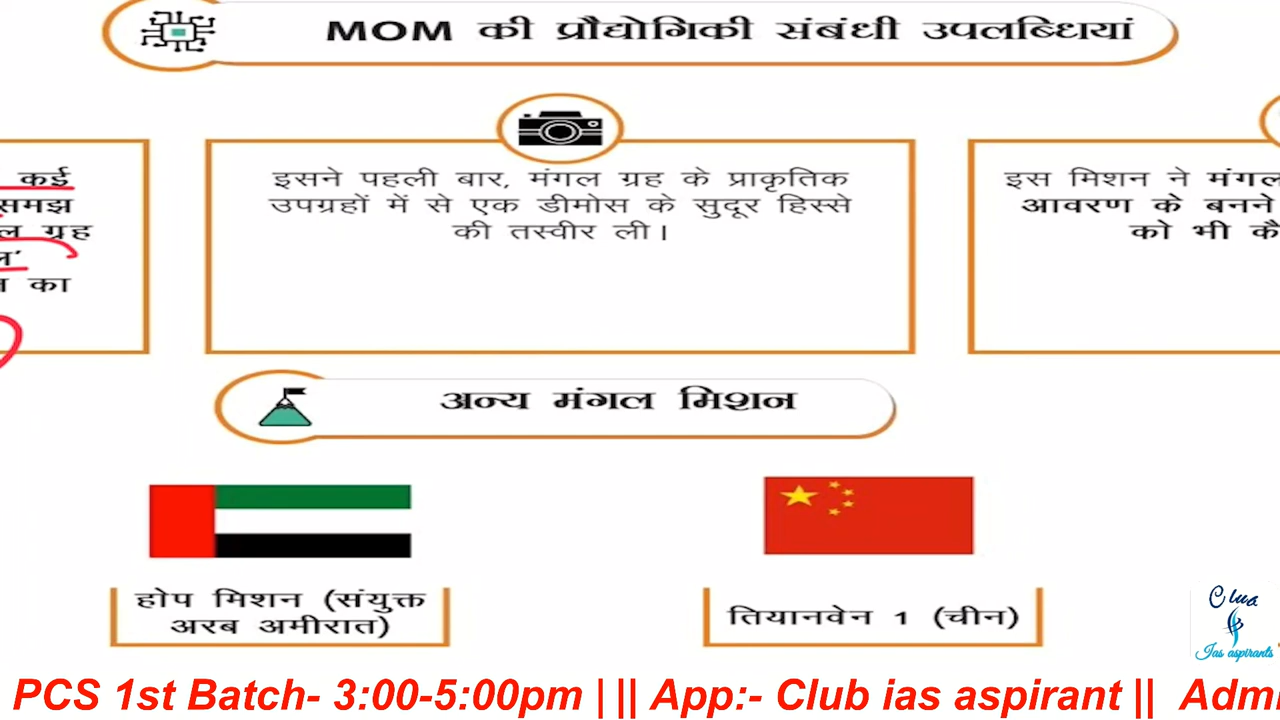 MOM की प्रौद्योगिकी संबंधी उपलब्धियां
कई
समझ
ल ग्रह
का
इसने पहली बार, मंगल ग्रह के प्राकृतिक
उपग्रहों में से एक डीमोस के सुदूर हिस्से
की तस्वीर ली।
इस मिशन ने मंगल
आवरण के बनने
को भी कै
अन्य मंगल मिशन
होप मिशन (संयुक्त
अरब अमीरात)
तियानवेन 1 (चीन)
Club
Ias aspirants
PCS 1st Batch- 3:00-5:00pm | || App:- Club ias aspirant || Admi